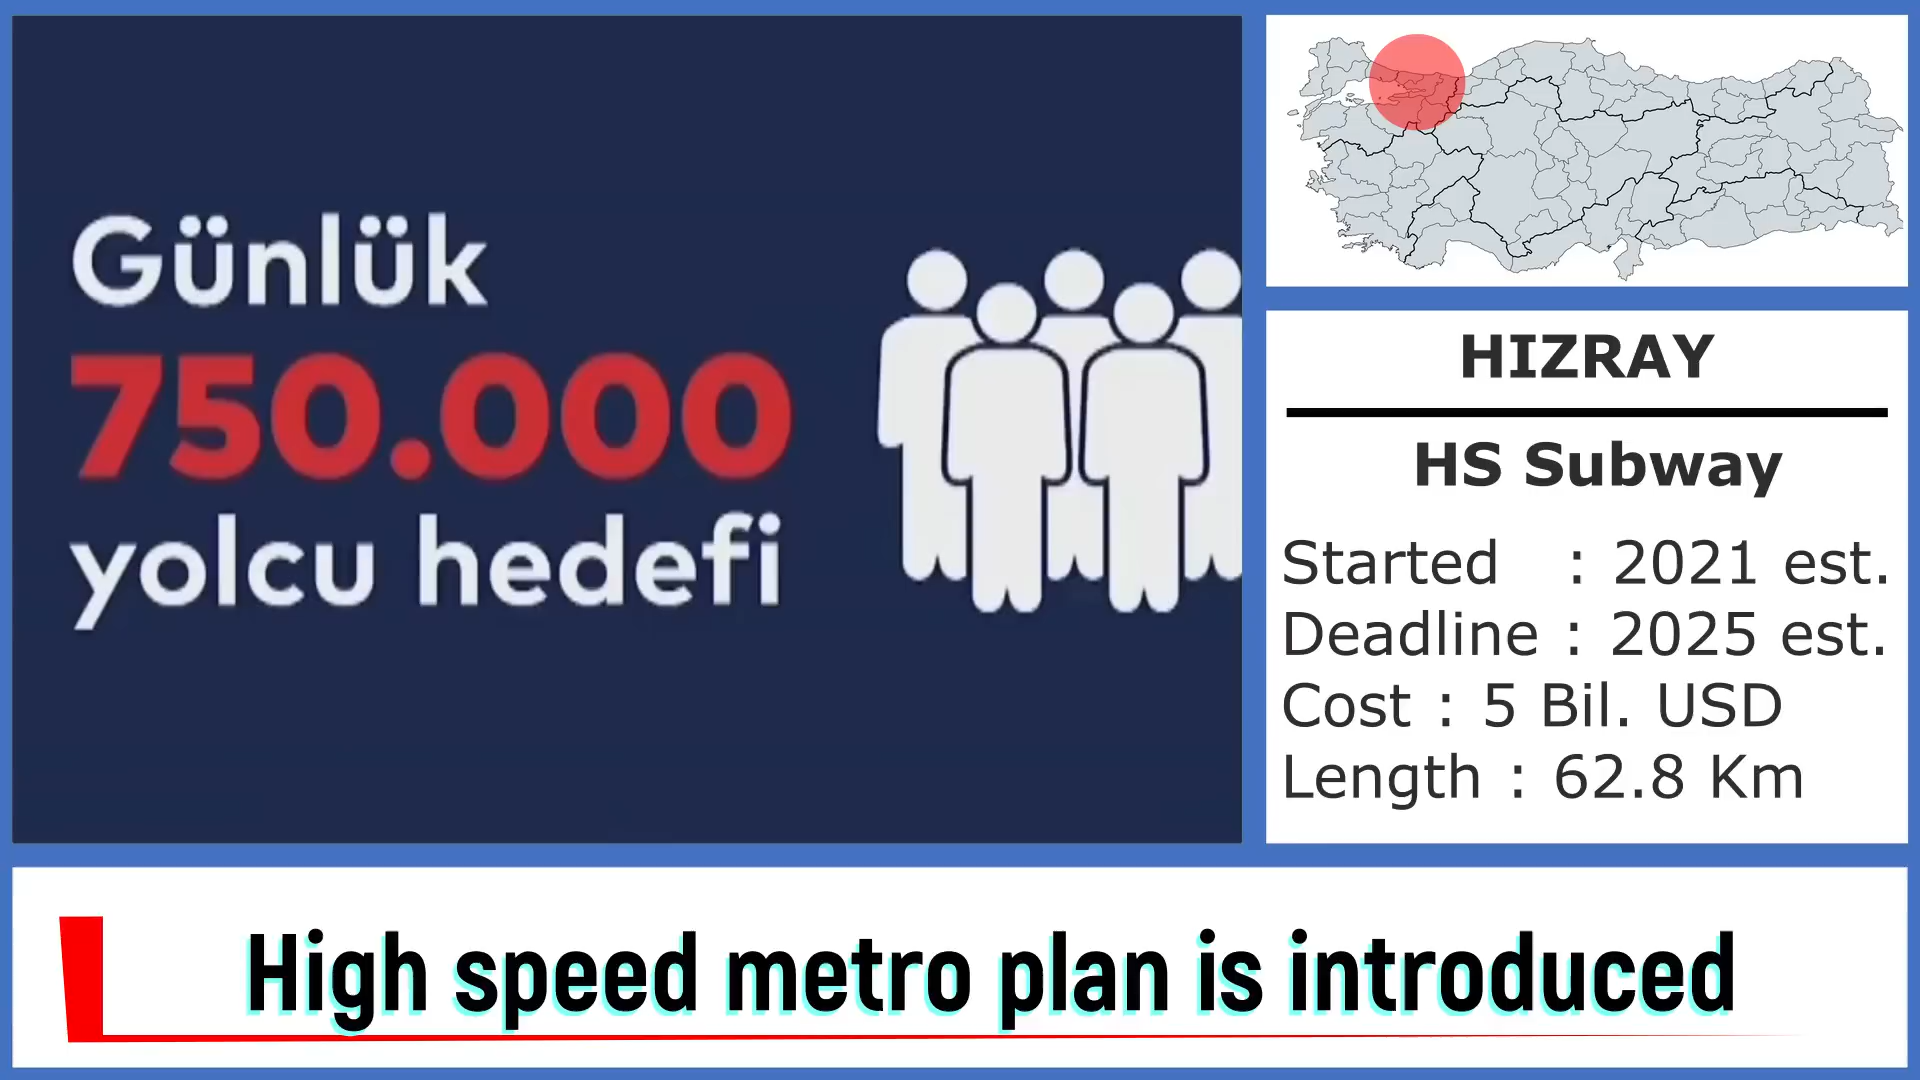 Günlük
750.000
yolcu hedefi
HIZRAY
HS Subway
Started : 2021 est.
Deadline : 2025 est.
Cost : 5 Bil. USD
Length : 62.8 Km
High speed metro plan is introduced